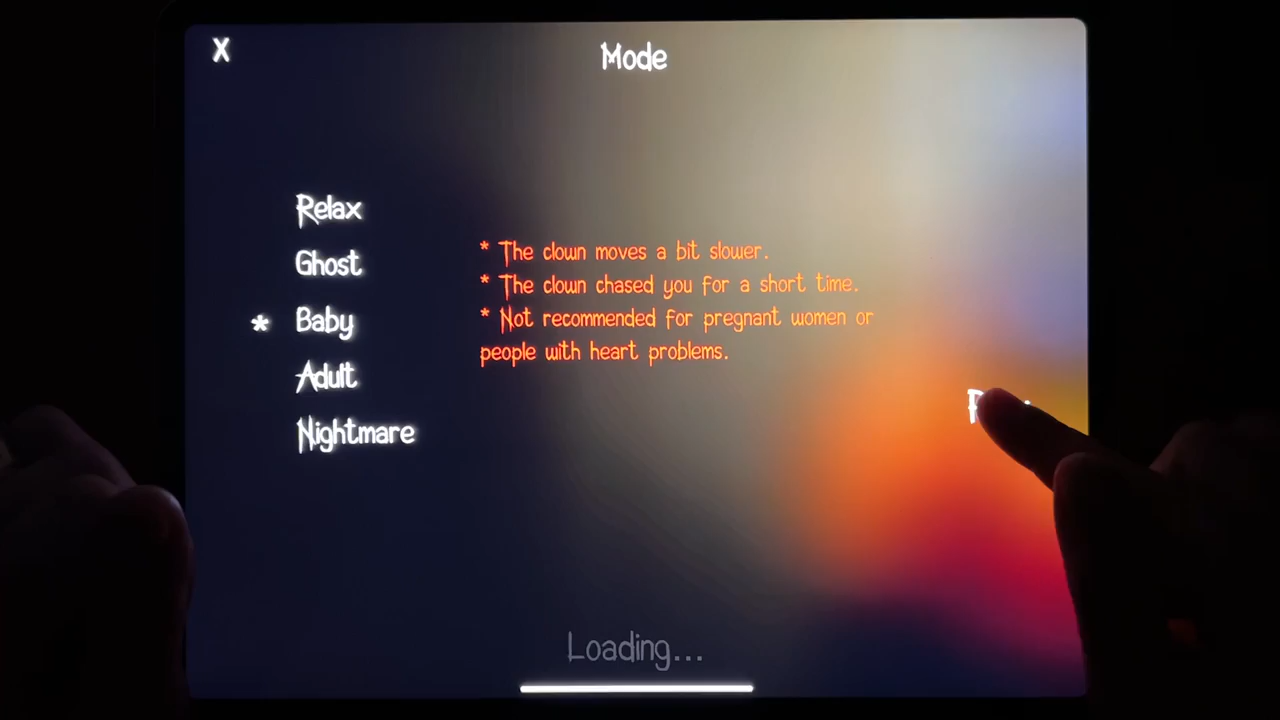 X
Mode
Relax
Ghost
* Baby
Adult
Nightmare
* The clown moves a bit slower.
* The clown chased you for a short time.
* Not recommended for pregnant women or
people with heart problems.
Loading...